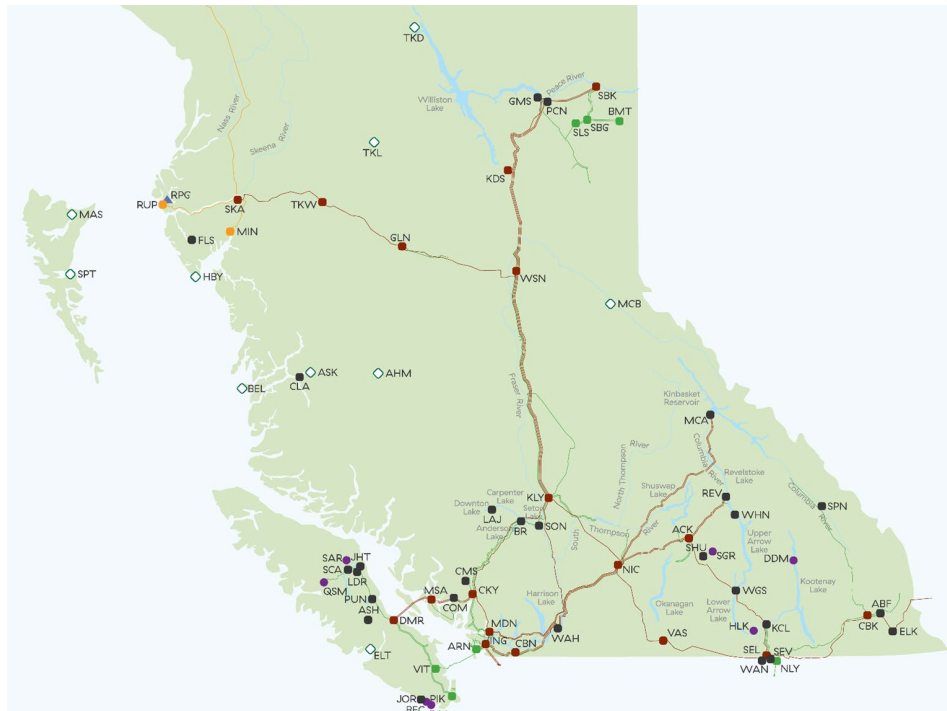 TKD
Peace River
Williston
Lake
GMS
PCN
SBK
BMT
SLS
SBG
Nass River
Skeena River
TKL
KDS
RPG
RUP
SKA
TKW
MAS
MIN
FLS
GLN
SPT
HBY
WSN
MCB
ASK
CLA
BEL
AHM
Fraser River
Kinbasket
Reservoir
MCA
Columbia River
North Thompson
River
Revelstoke
Lake
Shuswap
Lake
REV
Columbia River
SPN
WHN
KLY
Carpenter
Lake
Downton
Lake
LAJ
Seton
Lake
Anderson
Lake
BR
SON
South
Thompson
River
ACK
SHU
SGR
Upper
Arrow
Lake
DDM
NIC
Kootenay
Lake
SAR
JHT
SCA
LDR
QSM
PUN
ASH
CMS
MSA
COM
CKY
Harrison
Lake
Okanagan
Lake
Lower
Arrow
Lake
WGS
ABF
CBK
ELK
DMR
MDN
ING
WAH
HLK
KCL
VAS
ARN
CBN
ELT
SEL
SEV
WAN
NLY
VIT
JOR
PIK